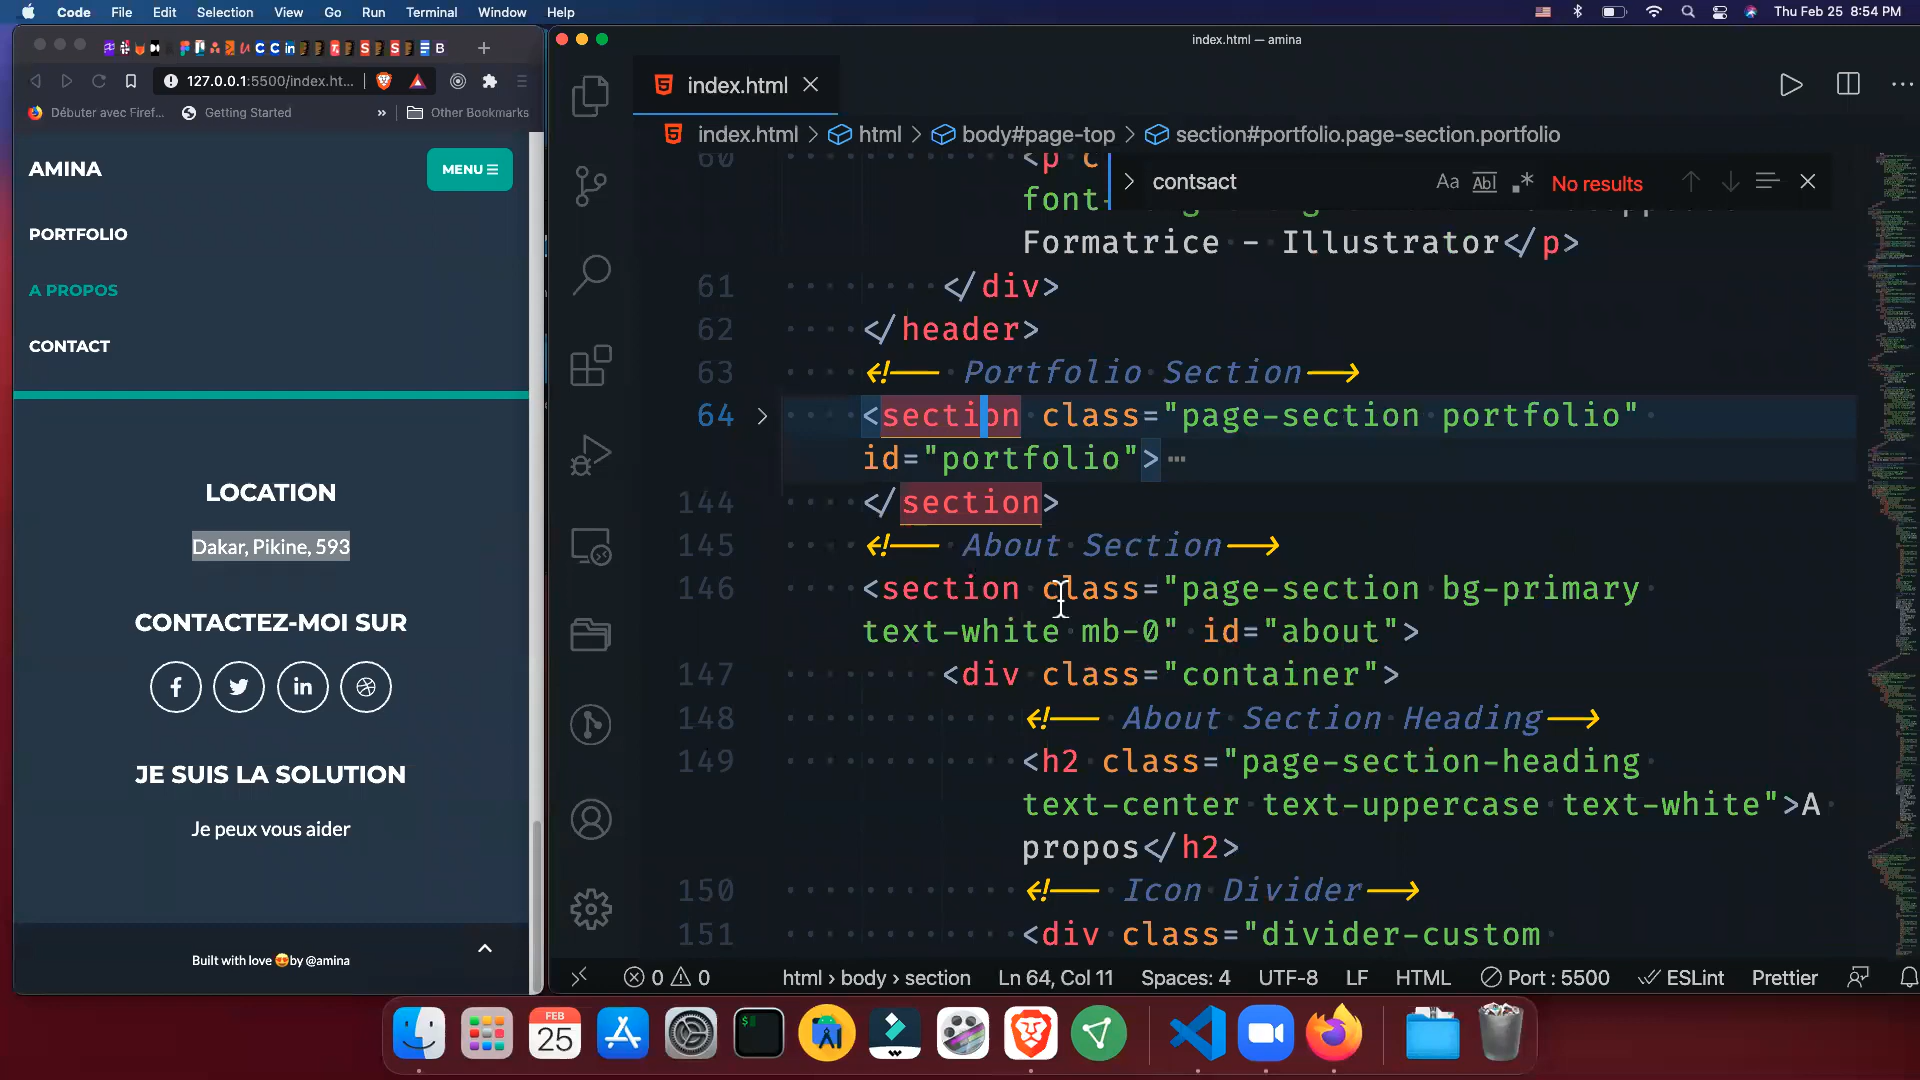 Code File Edit Selection View Go Run Terminal Window Help
Thu Feb 25 8:54 PM
127.0.0.1:5500/index.ht...
Débuter avec Firef... Getting Started » Other Bookmarks
AMINA
MENU
PORTFOLIO
A PROPOS
CONTACT
LOCATION
Dakar, Pikine, 593
CONTACTEZ-MOI SUR
JE SUIS LA SOLUTION
Je peux vous aider
Built with love 😍by @amina
index.html — amina
index.html
index.html > html > body#page-top > section#portfolio.page-section.portfolio
contsact
Aa Abl .* No results
60 <p c
font-
Formatrice - Illustrator</p>
61 </div>
62 </header>
63 <!-- Portfolio Section-->
64 <section class="page-section portfolio"
id="portfolio">…
144 </section>
145 <!-- About Section-->
146 <section class="page-section bg-primary
text-white mb-0" id="about">
147 <div class="container">
148 <!-- About Section Heading-->
149 <h2 class="page-section-heading
text-center text-uppercase text-white">A
propos</h2>
150 <!-- Icon Divider-->
151 <div class="divider-custom
0 0 html › body › section Ln 64, Col 11 Spaces: 4 UTF-8 LF HTML Port : 5500 ESLint Prettier
FEB
25